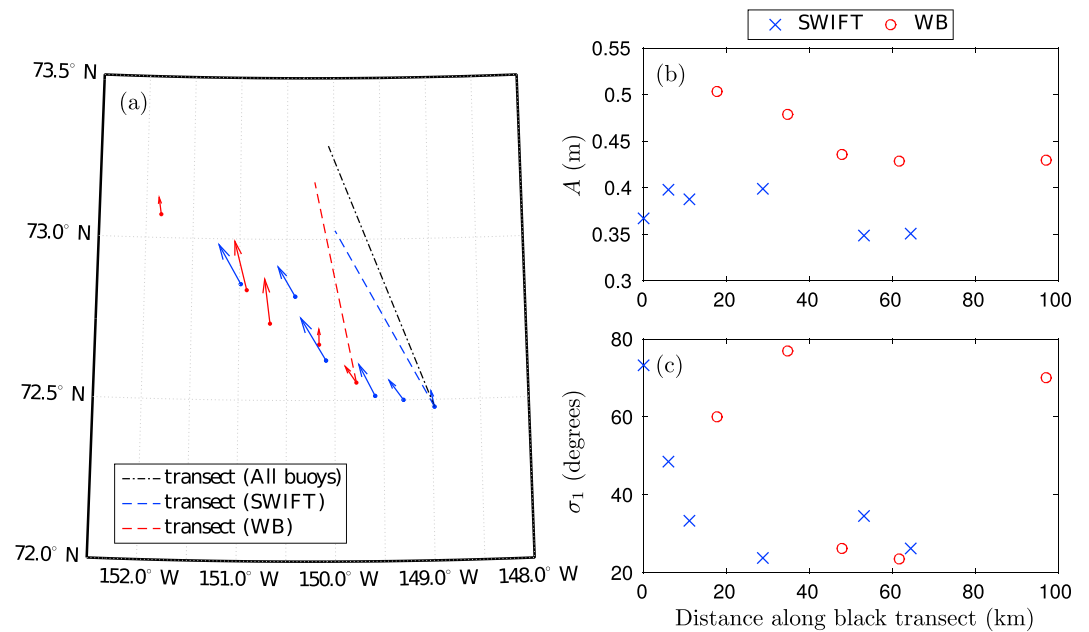 73.5° N
73.0° N
72.5° N
72.0° N
152.0° W 151.0° W 150.0° W 149.0° W 148.0° W
(a)
transect (All buoys)
transect (SWIFT)
transect (WB)
SWIFT WB
0.55
0.5
0.45
0.4
0.35
0.3
A (m)
(b)
0 20 40 60 80 100
80
60
40
20
σ1 (degrees)
(c)
0 20 40 60 80 100
Distance along black transect (km)